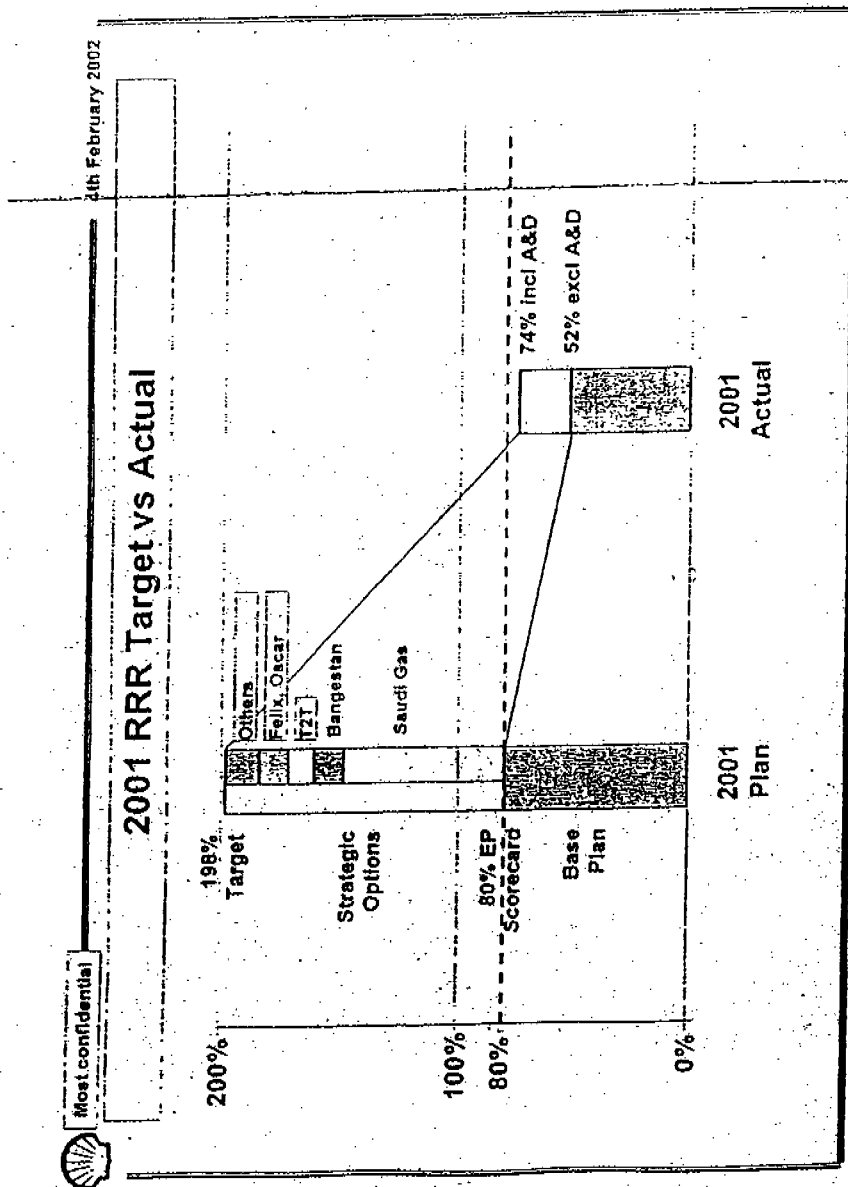 Most confidential
4th February 2002
2001 RRR Target vs Actual
200%
100%
80%
0%
198%
Target
Strategic
Options
80% EP
Scorecard
Base
Plan
Others
Felix, Oscar
T2T
Bangestan
Saudi Gas
2001
Plan
74% incl A&D
52% excl A&D
2001
Actual